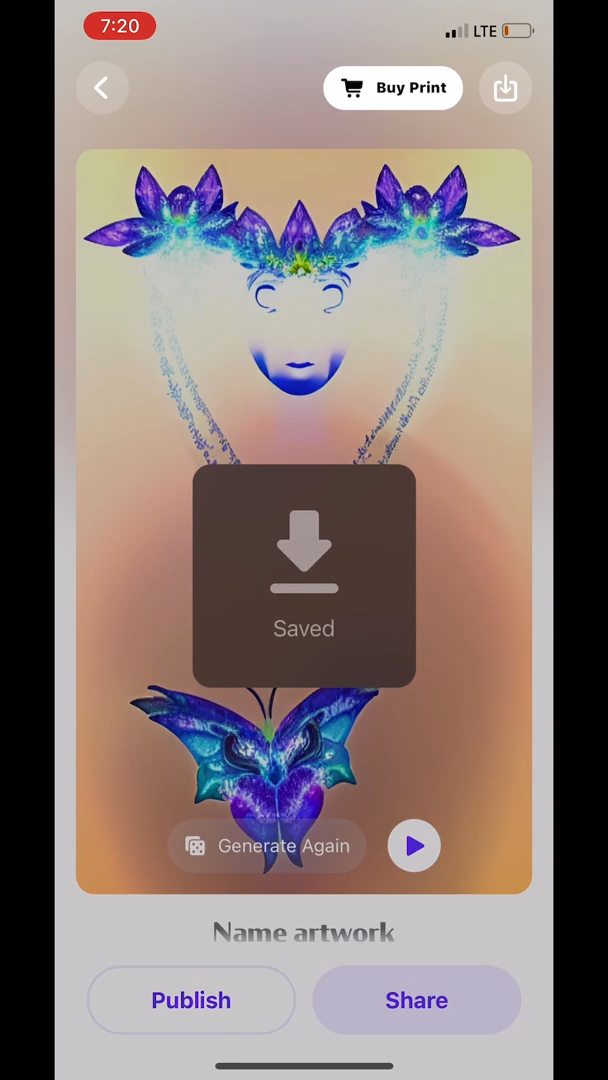 7:20
LTE
Buy Print
Saved
Generate Again
Name artwork
Publish
Share